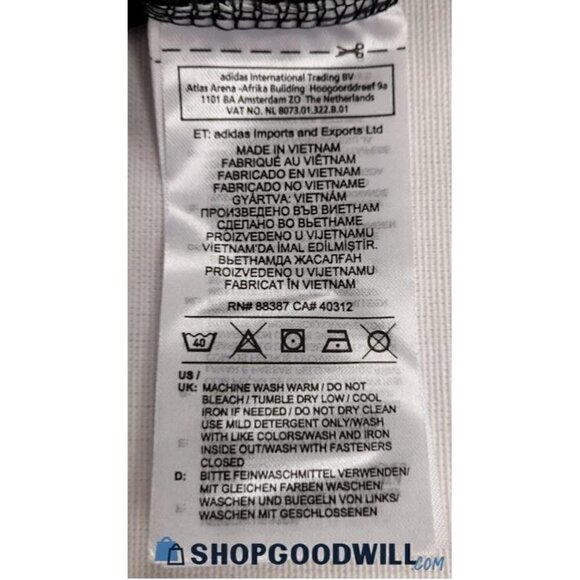 adidas International Trading BV
Atlas Arena -Afrika Building Hoogoorddreef 9a
1101 BA Amsterdam ZO The Netherlands
VAT NO. NL 8073.01.322.B.01
ET: adidas Imports and Exports Ltd
MADE IN VIETNAM
FABRIQUÉ AU VIÊTNAM
FABRICADO EN VIETNAM
FABRICADO NO VIETNAME
GYÁRTVA: VIETNÁM
ПРОИЗВЕДЕНО ВЪВ ВИЕТНАМ
СДЕЛАНО ВО ВЬЕТНАМЕ
PROIZVEDENO U VIJETNAMU
VIETNAM'DA IMAL EDİLMİŞTİR.
ВЬЕТНАМДА ЖАСАЛҒАН
PROIZVEDENO U VIJETNAMU
FABRICAT ÎN VIETNAM
RN# 88387 CA# 40312
40
US /
UK: MACHINE WASH WARM / DO NOT
BLEACH / TUMBLE DRY LOW / COOL
IRON IF NEEDED / DO NOT DRY CLEAN
USE MILD DETERGENT ONLY/WASH
WITH LIKE COLORS/WASH AND IRON
INSIDE OUT/WASH WITH FASTENERS
CLOSED
D: BITTE FEINWASCHMITTEL VERWENDEN/
MIT GLEICHEN FARBEN WASCHEN/
WASCHEN UND BUEGELN VON LINKS/
WASCHEN MIT GESCHLOSSENEN
SHOPGOODWILL.COM